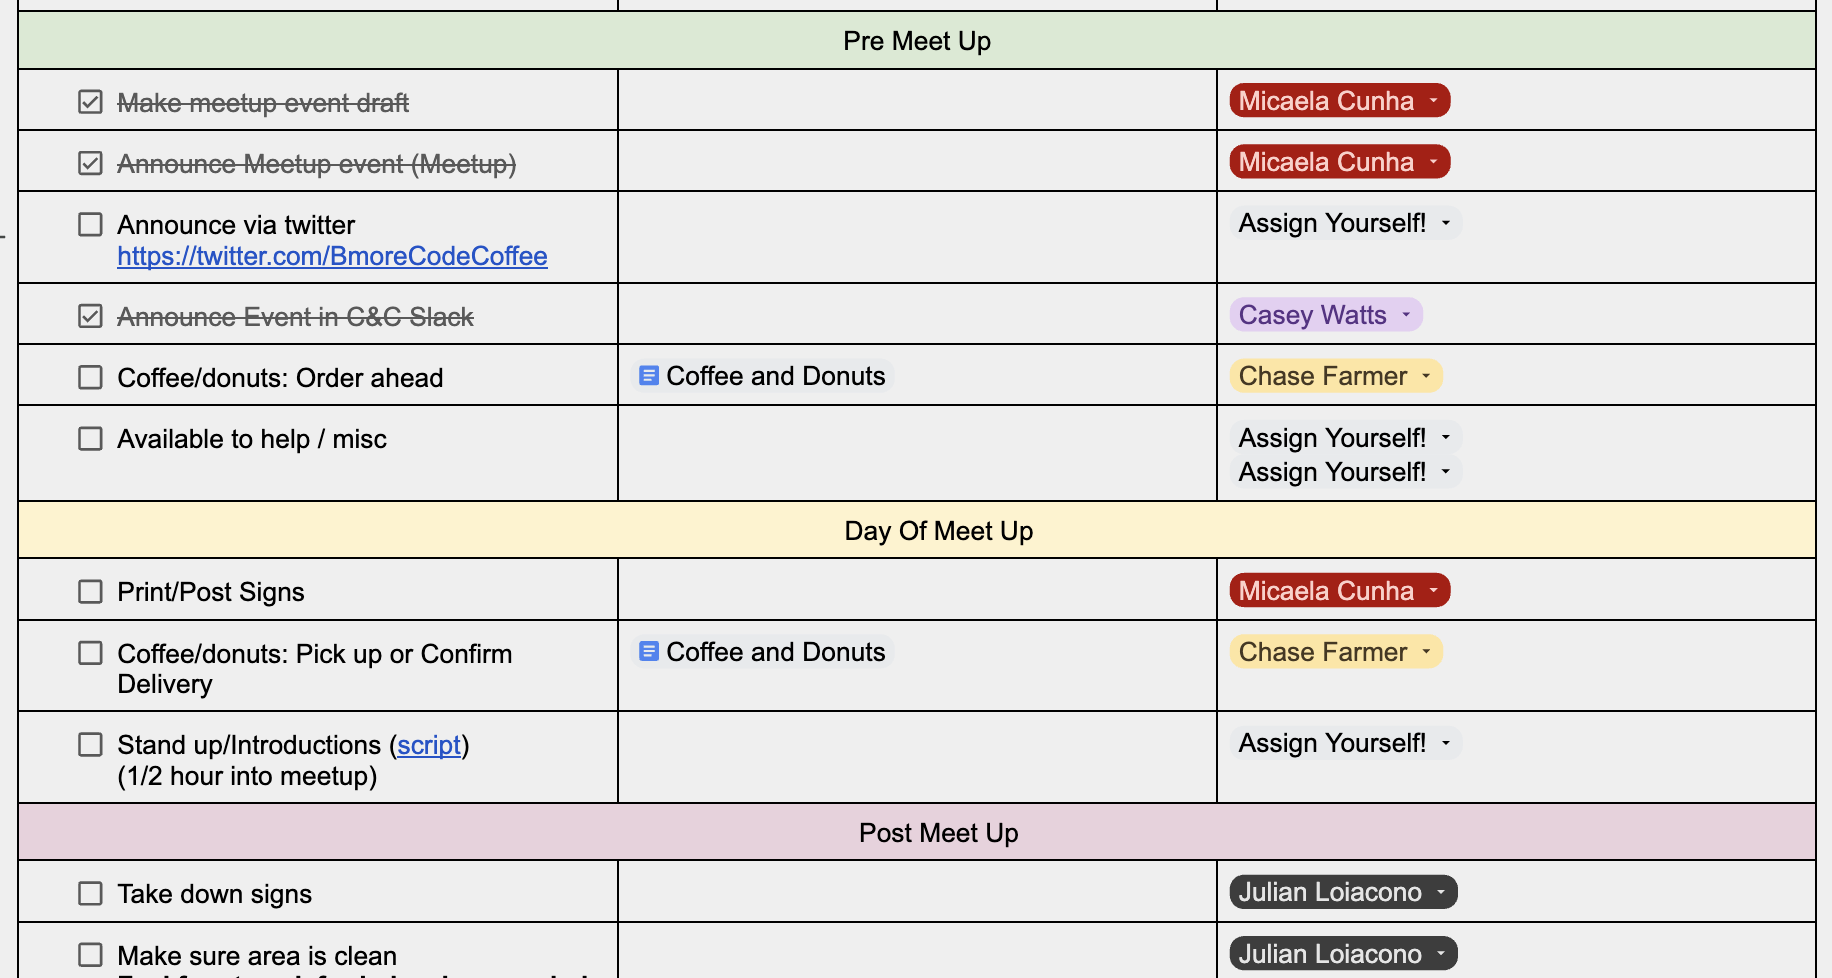 Pre Meet Up
Make meetup event draft
Micaela Cunha
Announce Meetup event (Meetup)
Micaela Cunha
Announce via twitter
https://twitter.com/BmoreCodeCoffee
Assign Yourself!
Announce Event in C&C Slack
Casey Watts
Coffee/donuts: Order ahead
Coffee and Donuts
Chase Farmer
Available to help / misc
Assign Yourself!
Assign Yourself!
Day Of Meet Up
Print/Post Signs
Micaela Cunha
Coffee/donuts: Pick up or Confirm
Delivery
Coffee and Donuts
Chase Farmer
Stand up/Introductions (script)
(1/2 hour into meetup)
Assign Yourself!
Post Meet Up
Take down signs
Julian Loiacono
Make sure area is clean
Julian Loiacono